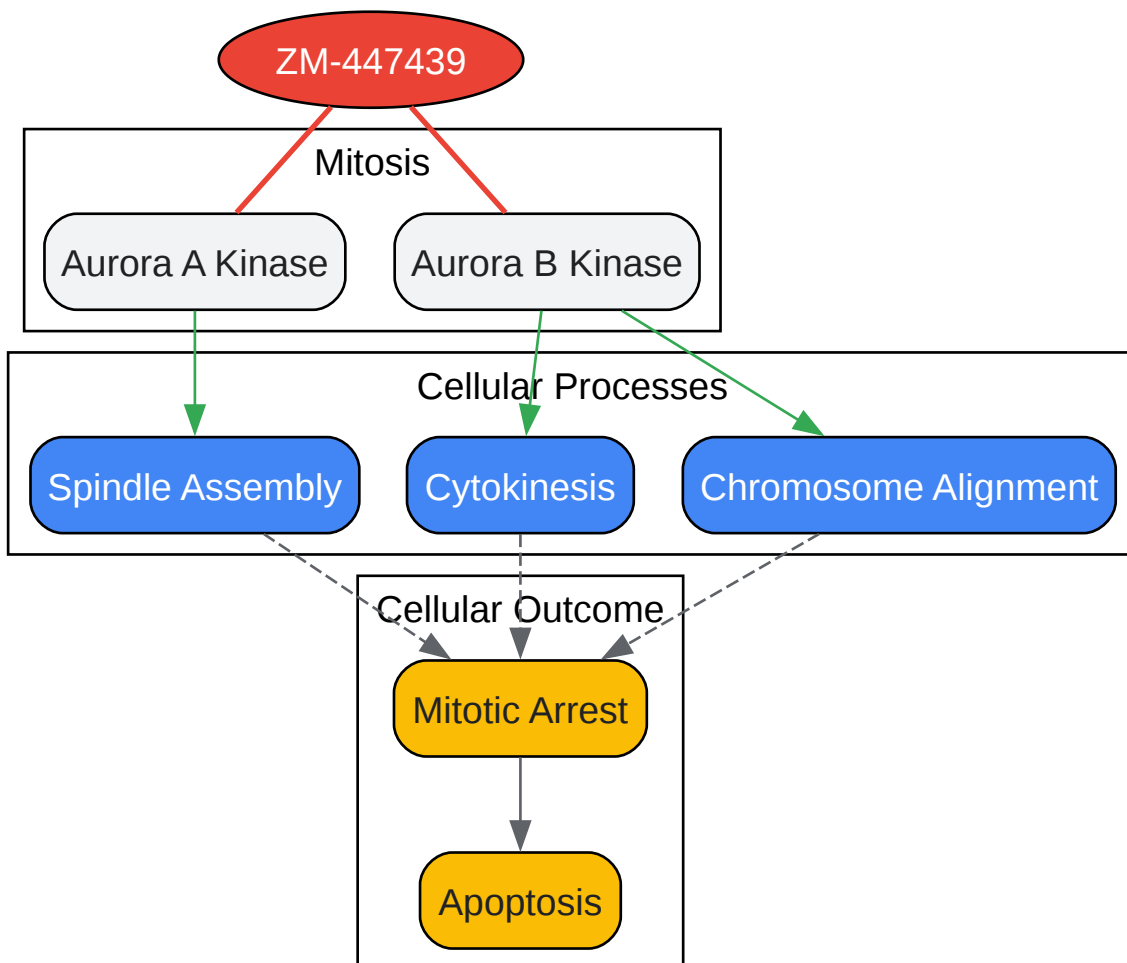 ZM-447439
Mitosis
Aurora A Kinase
Aurora B Kinase
Cellular Processes
Spindle Assembly
Cytokinesis
Chromosome Alignment
Cellular Outcome
Mitotic Arrest
Apoptosis